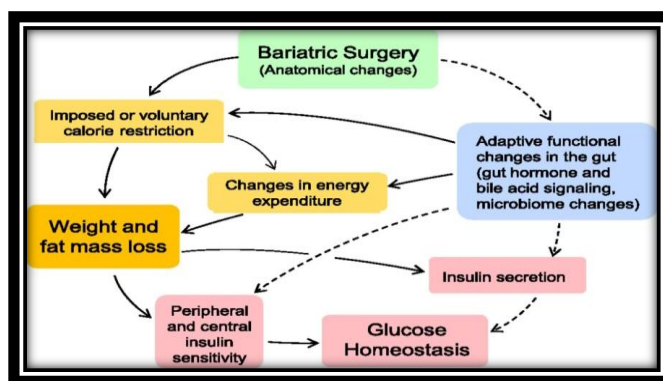 Bariatric Surgery
(Anatomical changes)
Imposed or voluntary
calorie restriction
Adaptive functional
changes in the gut
(gut hormone and
bile acid signaling,
microbiome changes)
Changes in energy
expenditure
Weight and
fat mass loss
Insulin secretion
Peripheral
and central
insulin
sensitivity
Glucose
Homeostasis